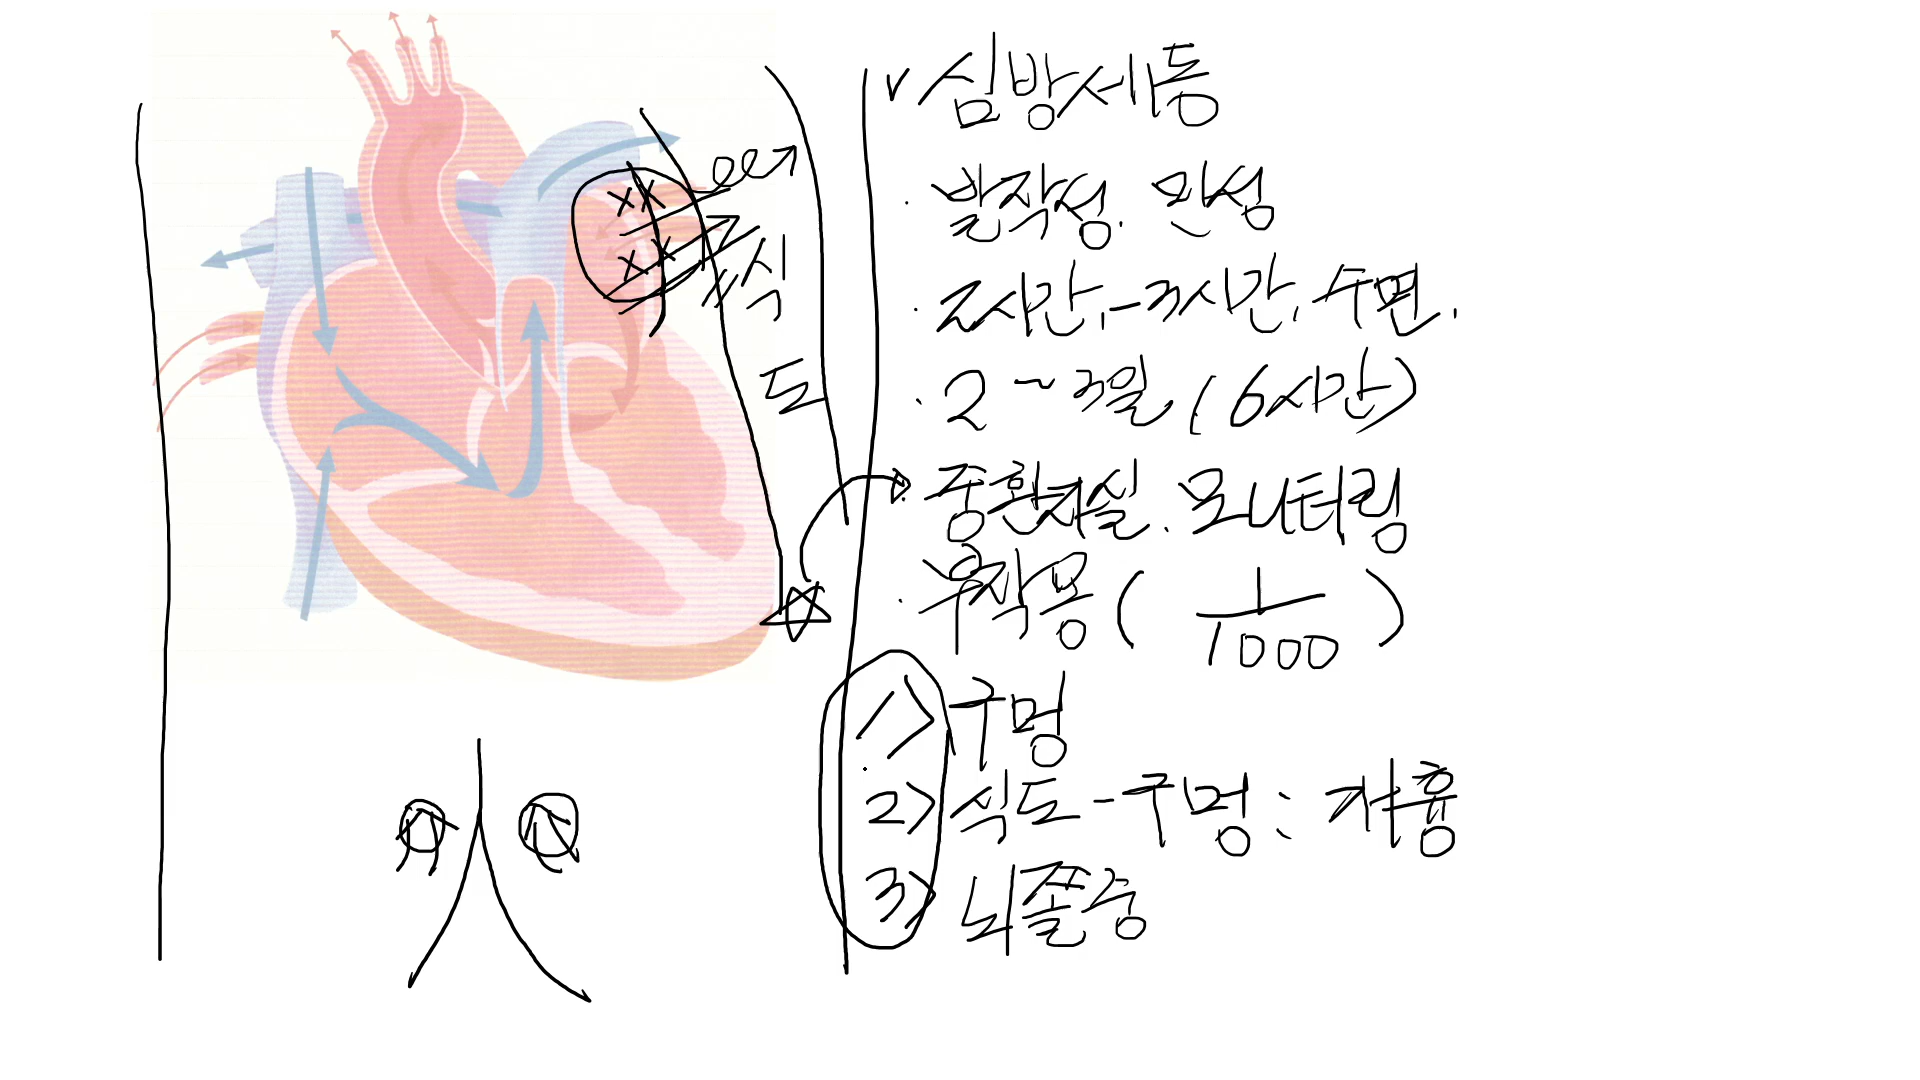 v 심방세동
· 발작성. 만성
· 2시간,-3시간, 수면.
· 2~3일 (6시간)
중환자실. 모니터링
· 부작용 ( 1/1000 )
1) 구멍
2) 식도-구멍:
3) 뇌졸중
식도